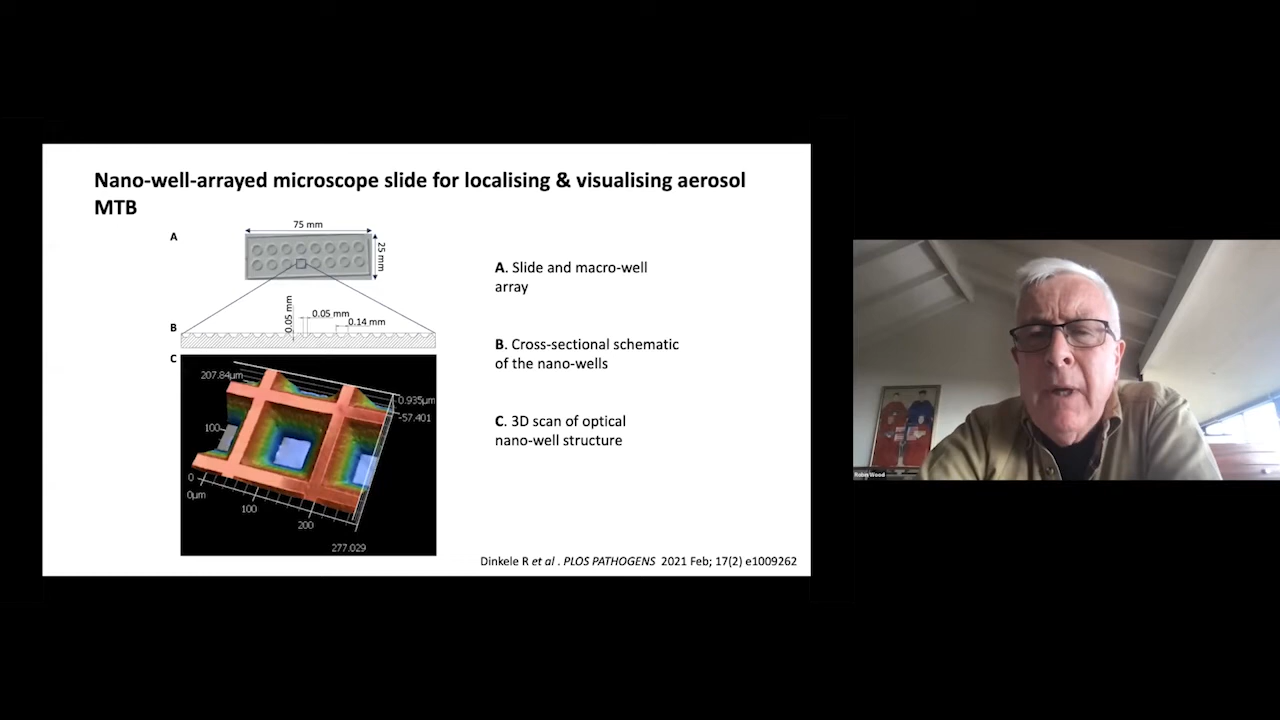 Nano-well-arrayed microscope slide for localising & visualising aerosol
MTB
A
75 mm
25 mm
B
0.05 mm
0.05 mm
0.14 mm
C
207.84µm
100
0
0µm
100
200
277.029
0.935µm
-57.401
A. Slide and macro-well
array
B. Cross-sectional schematic
of the nano-wells
C. 3D scan of optical
nano-well structure
Dinkele R et al . PLOS PATHOGENS 2021 Feb; 17(2) e1009262
Robin Wood